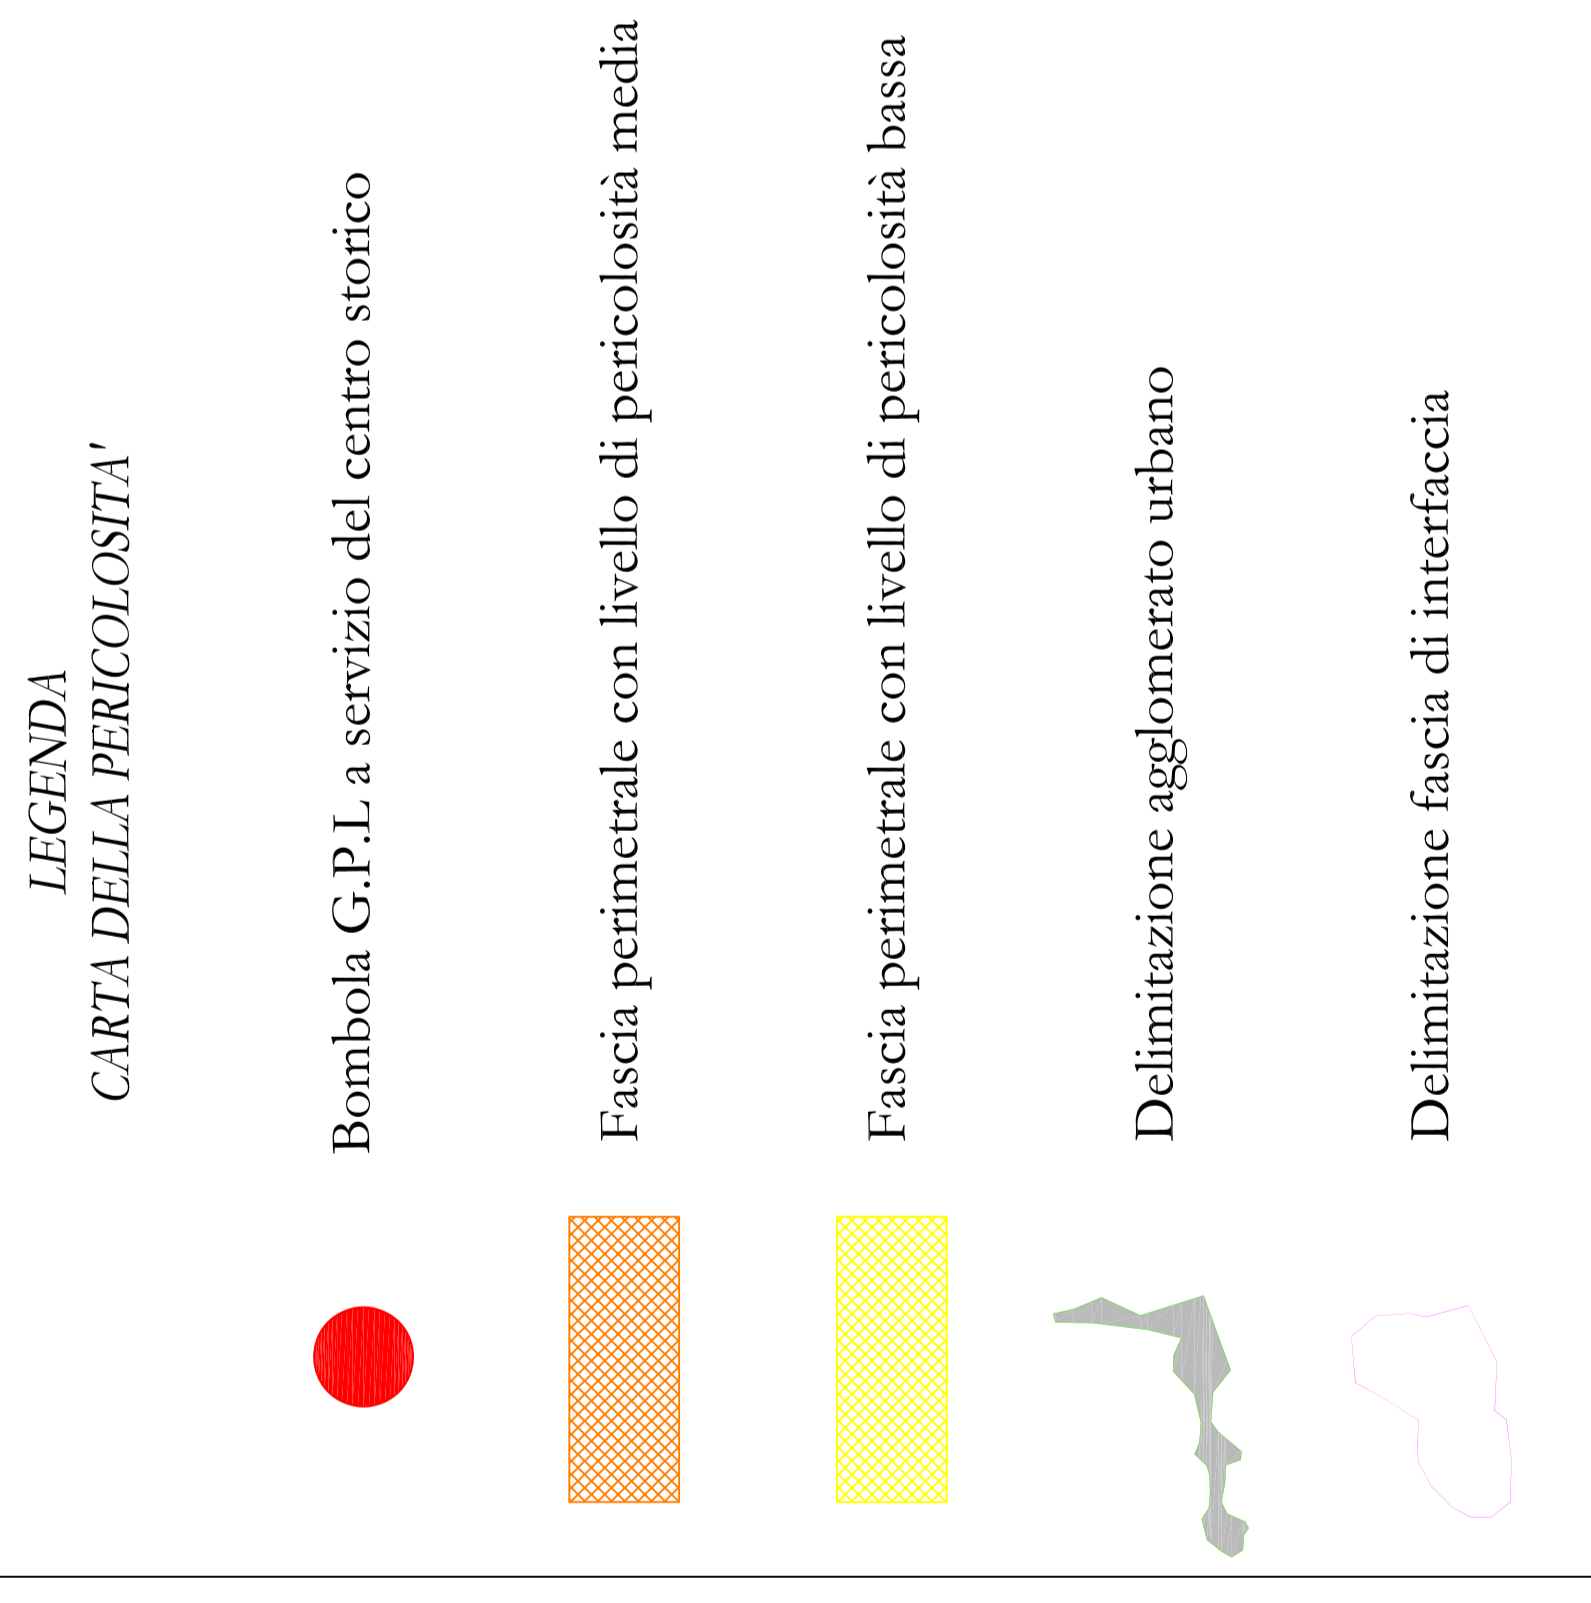 LEGENDA
CARTA DELLA PERICOLOSITA'
Bombola G.P.L a servizio del centro storico
Fascia perimetrale con livello di pericolosità media
Fascia perimetrale con livello di pericolosità bassa
Delimitazione agglomerato urbano
Delimitazione fascia di interfaccia